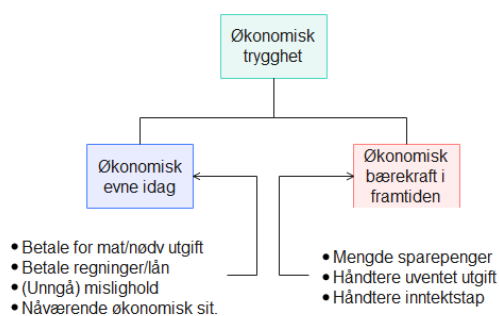 Økonomisk
trygghet
Økonomisk
evne idag
Økonomisk
bærekraft i
framtiden
• Betale for mat/nødv utgift
• Betale regninger/lån
• (Unngå) mislighold
• Nåværende økonomisk sit.
• Mengde sparepenger
• Håndtere uventet utgift
• Håndtere inntektstap